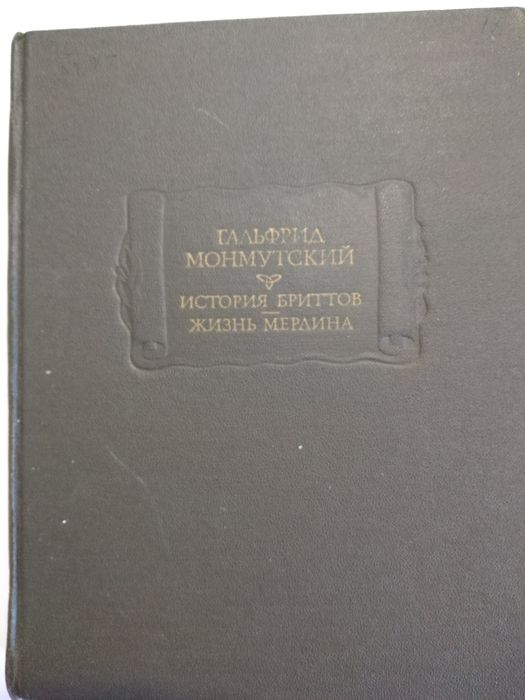 ГАЛЬФРИД
МОНМУТСКИЙ
ИСТОРИЯ БРИТТОВ
ЖИЗНЬ МЕРЛИНА